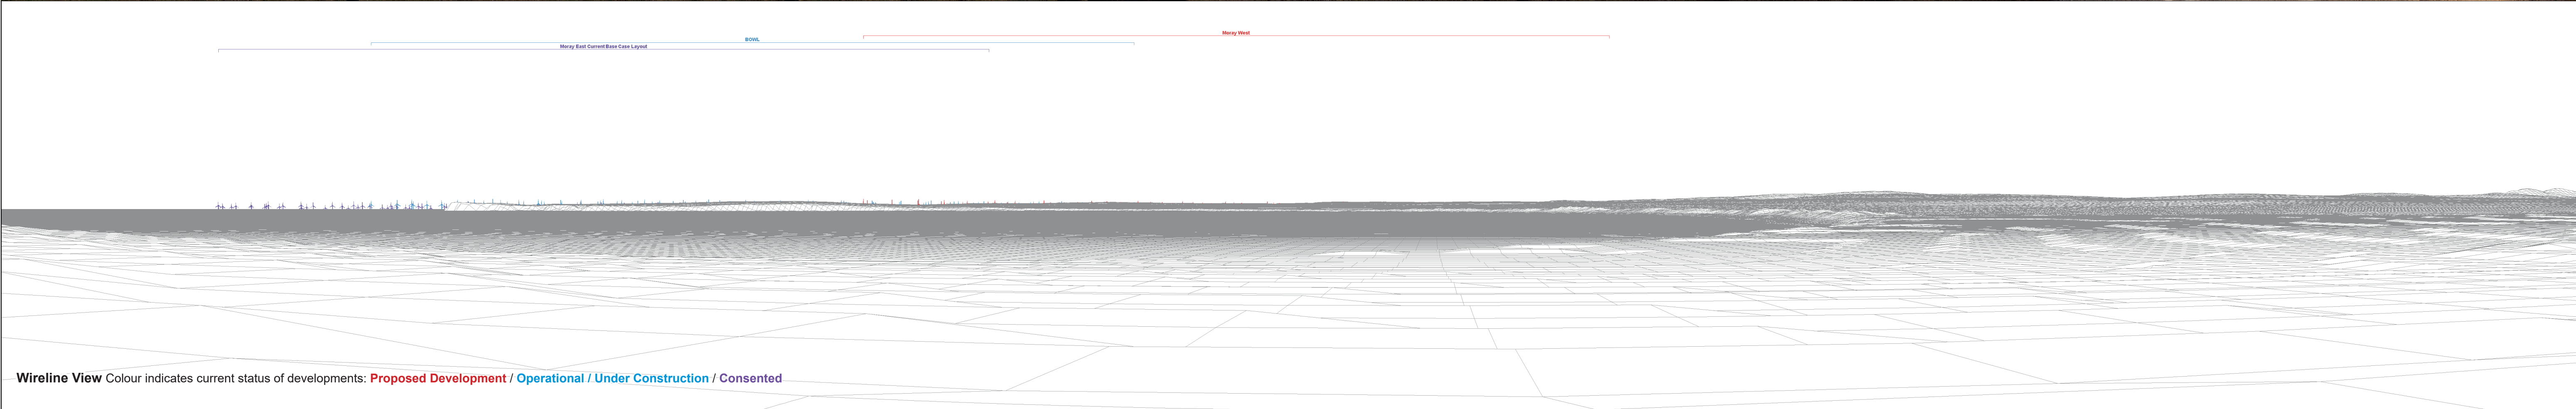 Moray West
BOWL
Moray East Current Base Case Layout
Wireline View Colour indicates current status of developments: Proposed Development / Operational / Under Construction / Consented